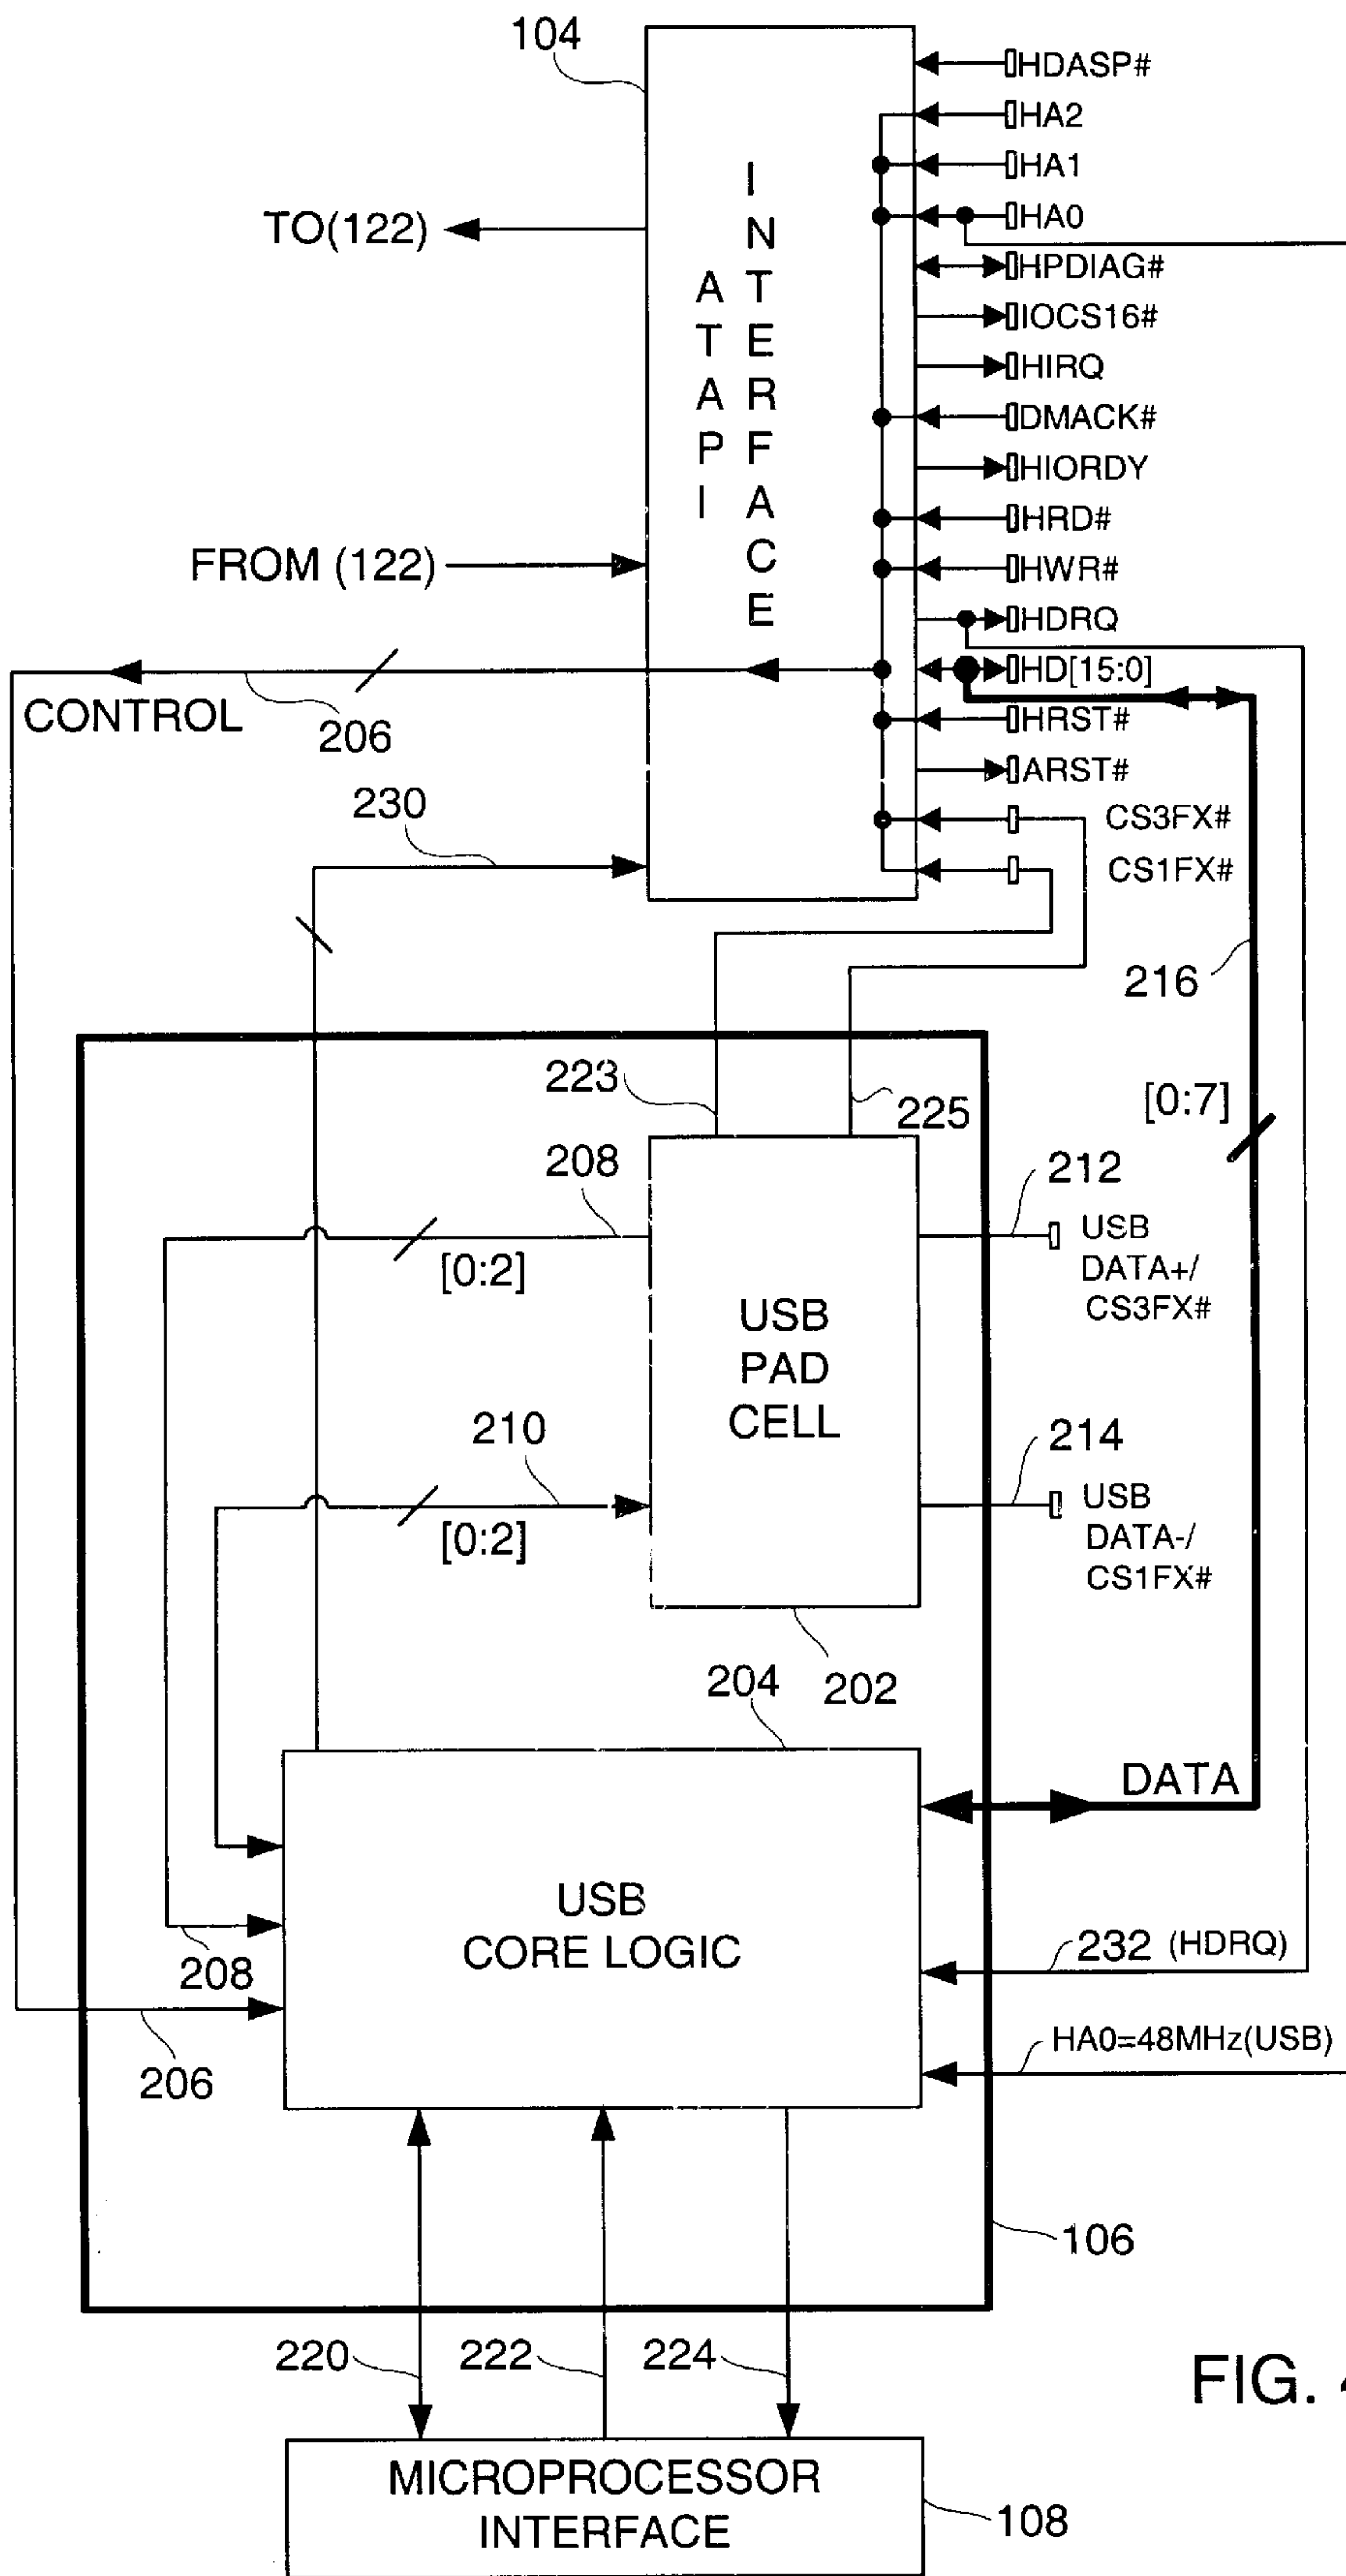 104
HDASP#
HA2
HA1
HA0
HPDIAG#
IOCS16#
HIRQ
DMACK#
HIORDY
HRD#
HWR#
HDRQ
HD[15:0]
HRST#
ARST#
CS3FX#
CS1FX#
ATAPI
INTERFACE
TO(122)
FROM (122)
CONTROL
206
230
216
[0:7]
223
225
208
[0:2]
212
USB
DATA+/
CS3FX#
USB
PAD
CELL
210
[0:2]
214
USB
DATA-/
CS1FX#
202
204
DATA
USB
CORE LOGIC
208
206
232 (HDRQ)
HA0=48MHz(USB)
106
220
222
224
FIG. 4
MICROPROCESSOR
INTERFACE
108